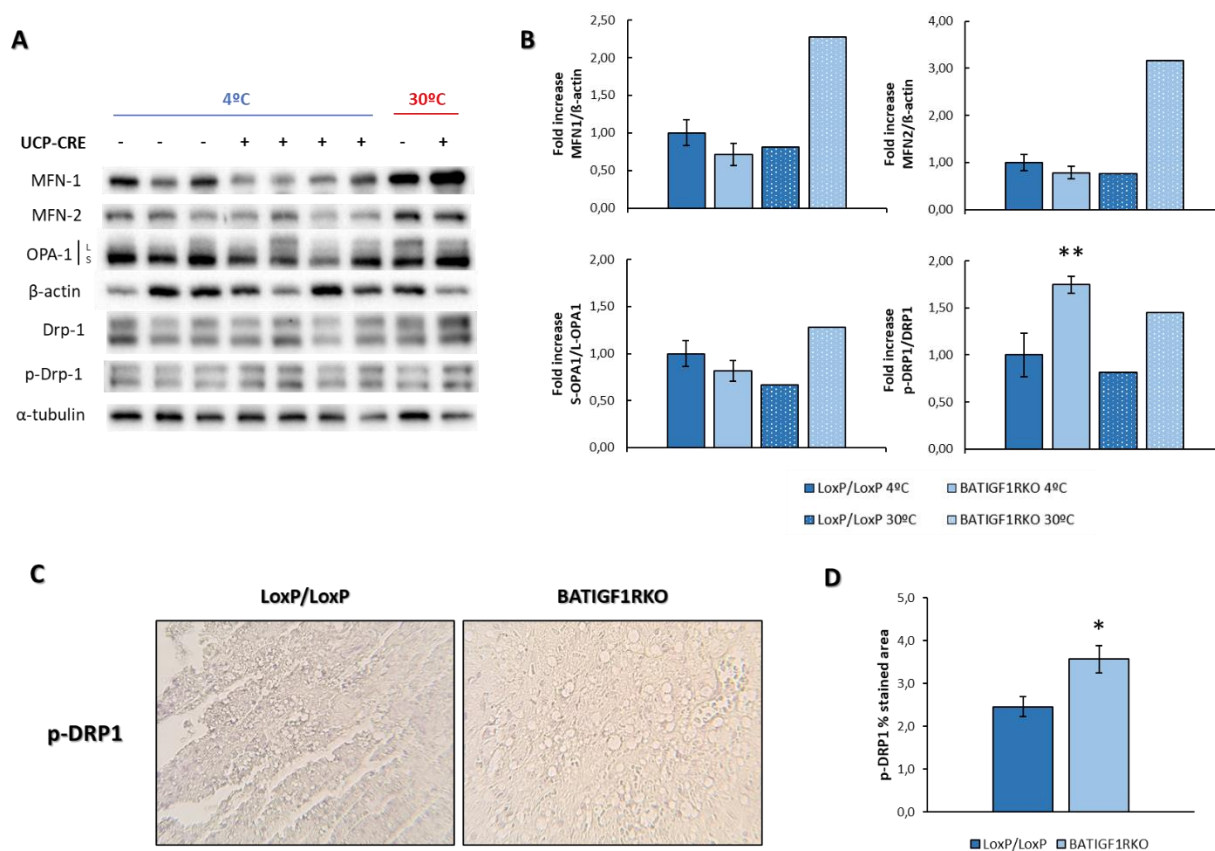 A
4ºC 30ºC
UCP-CRE - - - + + + + - +
MFN-1
MFN-2
OPA-1 L
S
β-actin
Drp-1
p-Drp-1
α-tubulin
B
Fold increase
MFN1/ß-actin
2,50
2,00
1,50
1,00
0,50
0,00
Fold increase
MFN2/ß-actin
4,00
3,00
2,00
1,00
0,00
Fold increase
S-OPA1/L-OPA1
2,00
1,50
1,00
0,50
0,00
Fold increase
p-DRP1/DRP1
2,00
1,50
1,00
0,50
0,00
**
LoxP/LoxP 4ºC BATIGF1RKO 4ºC
LoxP/LoxP 30ºC BATIGF1RKO 30ºC
C
LoxP/LoxP BATIGF1RKO
p-DRP1
D
p-DRP1 % stained area
5,0
4,0
3,0
2,0
1,0
0,0
*
LoxP/LoxP BATIGF1RKO